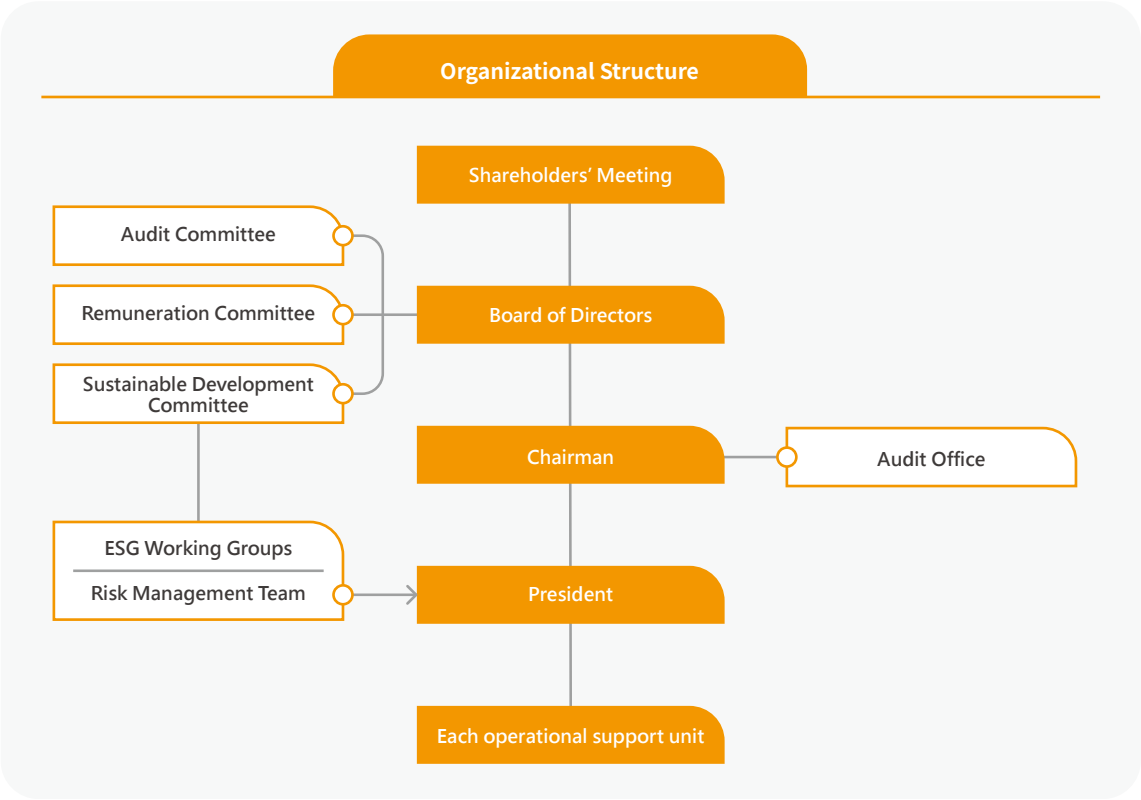 Organizational Structure
Shareholders’ Meeting
Audit Committee
Remuneration Committee
Board of Directors
Sustainable Development
Committee
Chairman
Audit Office
ESG Working Groups
Risk Management Team
President
Each operational support unit